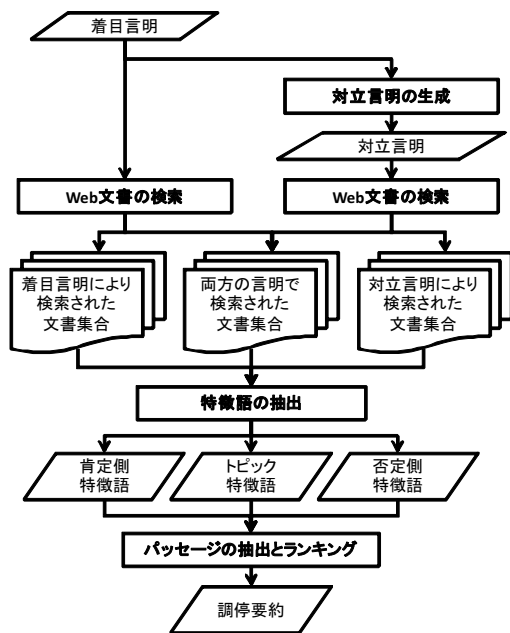 着目言明
対立言明の生成
対立言明
Web文書の検索
Web文書の検索
着目言明により
検索された
文書集合
両方の言明で
検索された
文書集合
対立言明により
検索された
文書集合
特徴語の抽出
肯定側
特徴語
トピック
特徴語
否定側
特徴語
パッセージの抽出とランキング
調停要約